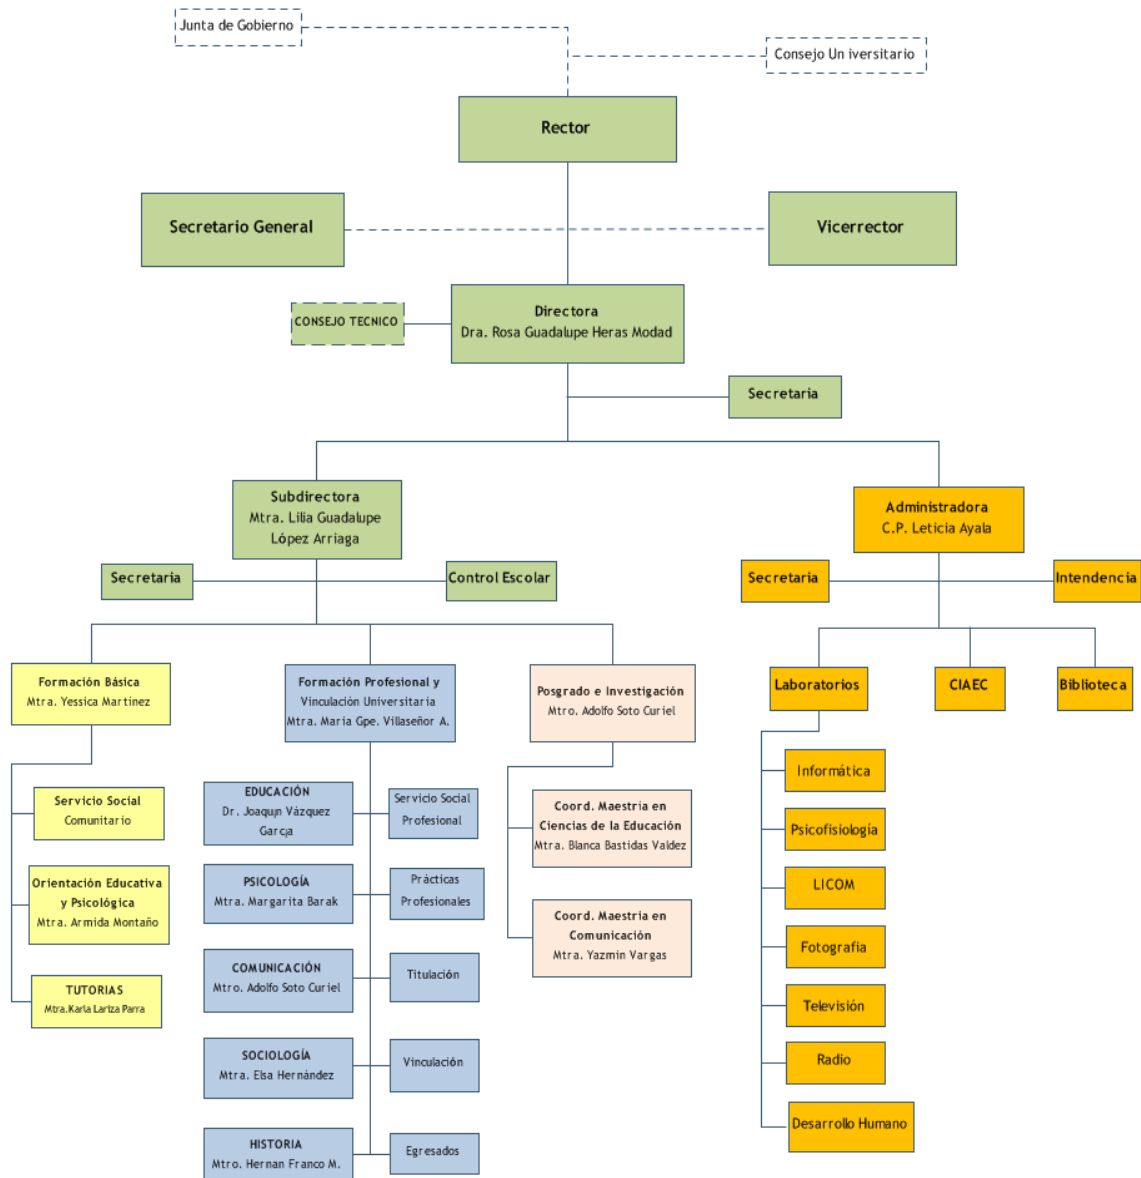 Junta de Gobierno
Consejo Un iversitario
Rector
Secretario General
Vicerrector
CONSEJO TECNICO
Directora
Dra. Rosa Guadalupe Heras Modad
Secretaria
Subdirectora
Mtra. Lilia Guadalupe
López Arriaga
Administradora
C.P. Leticia Ayala
Secretaria
Control Escolar
Secretaria
Intendencia
Formación Básica
Mtra. Yessica Martínez
Formación Profesional y
Vinculación Universitaria
Mtra. María Gpe. Villaseñor A.
Posgrado e Investigación
Mtro. Adolfo Soto Curiel
Laboratorios
CIAEC
Biblioteca
Servicio Social
Comunitario
Orientación Educativa
y Psicológica
Mtra. Armida Montaño
TUTORIAS
Mtra.Karla Lariza Parra
EDUCACIÓN
Dr. Joaquįn Vázquez
Garcįa
Servicio Social
Profesional
PSICOLOGÍA
Mtra. Margarita Barak
Prácticas
Profesionales
COMUNICACIÓN
Mtro. Adolfo Soto Curiel
Titulación
SOCIOLOGÍA
Mtra. Elsa Hernández
Vinculación
HISTORIA
Mtro. Hernan Franco M.
Egresados
Coord. Maestría en
Ciencias de la Educación
Mtra. Blanca Bastidas Valdez
Coord. Maestría en
Comunicación
Mtra. Yazmin Vargas
Informática
Psicofisiología
LICOM
Fotografia
Televisión
Radio
Desarrollo Humano